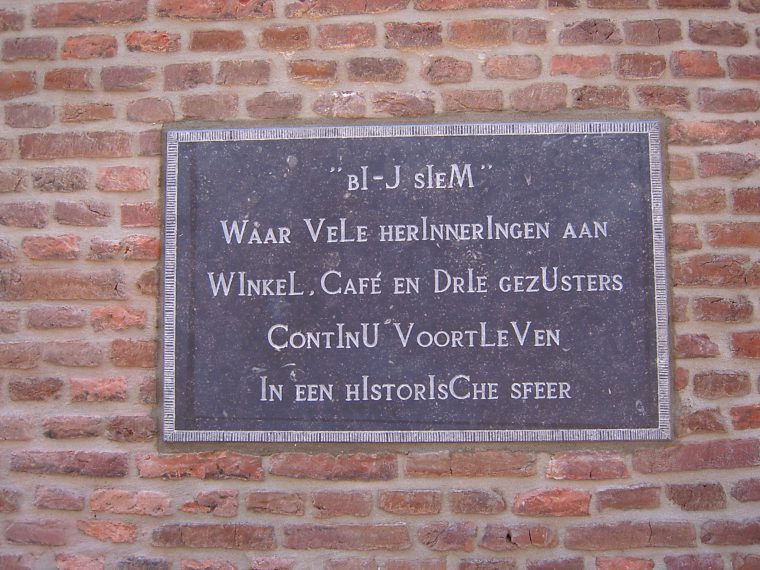 "bI-J sIeM"
WAar VeLe herInnerIngen aan
WInkeL, Café en DrIe gezUsters
ContInU VoortLeVen
In een hIstorIsChe sfeer